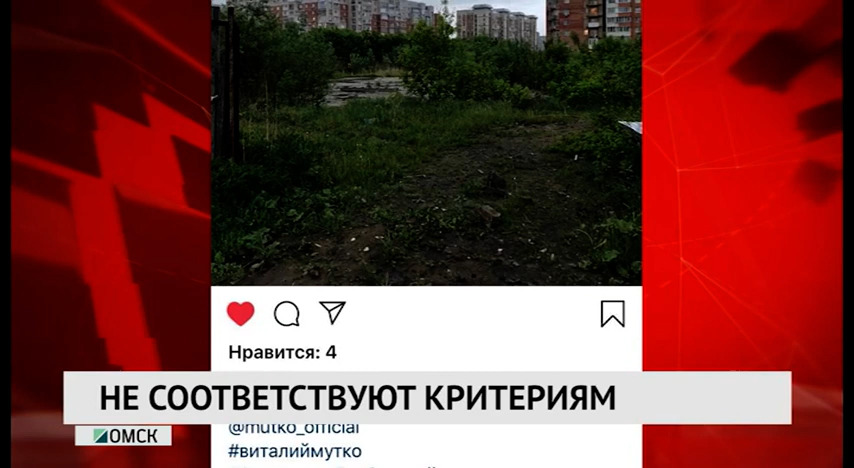 Нравится: 4
НЕ СООТВЕТСТВУЮТ КРИТЕРИЯМ
ОМСК
@mutko_official
#виталиймутко